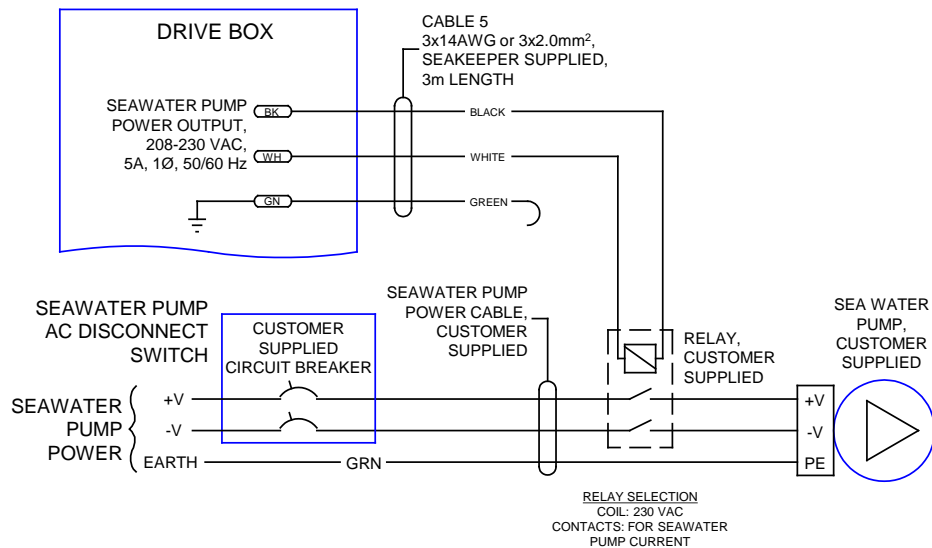 DRIVE BOX
CABLE 5
3x14AWG or 3x2.0mm²,
SEAKEEPER SUPPLIED,
3m LENGTH
SEAWATER PUMP
POWER OUTPUT,
208-230 VAC,
5A, 1Ø, 50/60 Hz
BK
BLACK
WH
WHITE
GN
GREEN
SEAWATER PUMP
AC DISCONNECT
SWITCH
CUSTOMER
SUPPLIED
CIRCUIT BREAKER
SEAWATER PUMP
POWER CABLE,
CUSTOMER
SUPPLIED
RELAY,
CUSTOMER
SUPPLIED
SEA WATER
PUMP,
CUSTOMER
SUPPLIED
SEAWATER
PUMP
POWER
+V
-V
EARTH
GRN
+V
-V
PE
RELAY SELECTION
COIL: 230 VAC
CONTACTS: FOR SEAWATER
PUMP CURRENT